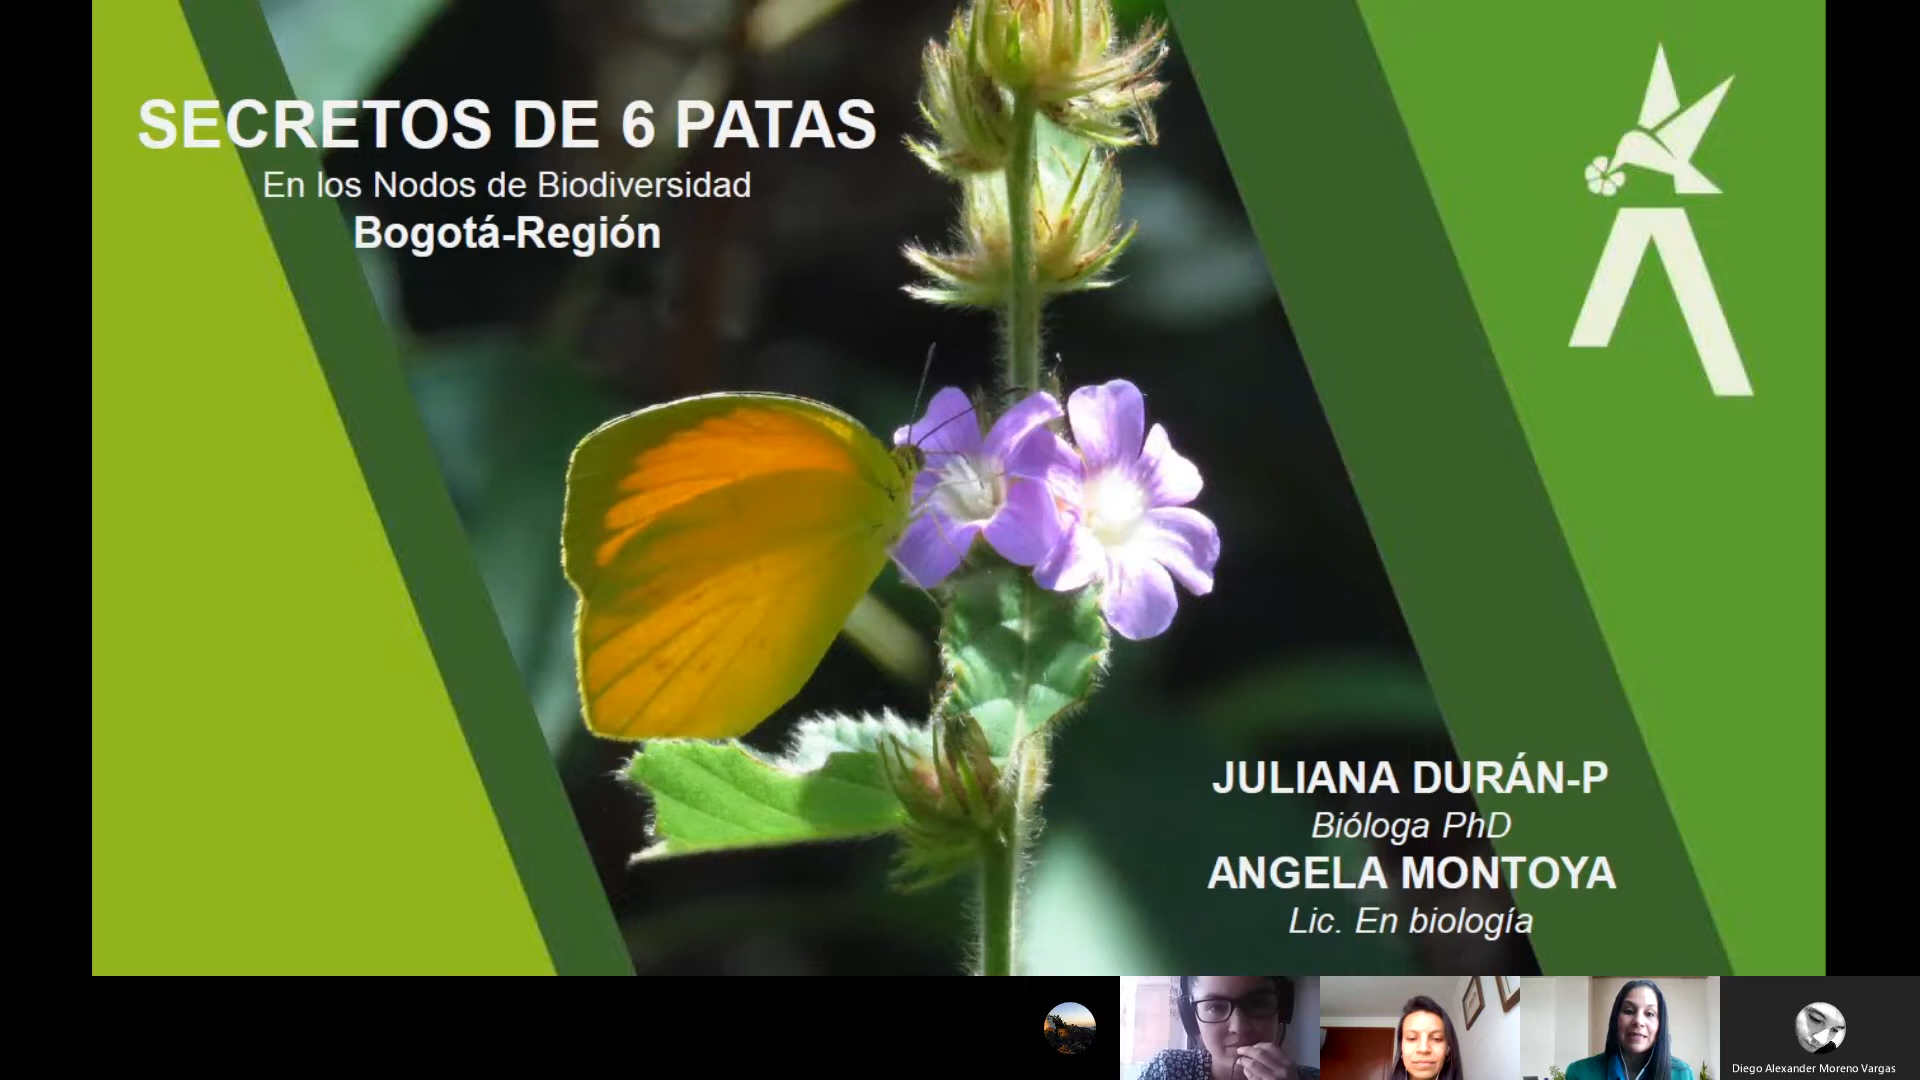 SECRETOS DE 6 PATAS
En los Nodos de Biodiversidad
Bogotá-Región
JULIANA DURÁN-P
Bióloga PhD
ANGELA MONTOYA
Lic. En biología
Diego Alexander Moreno Vargas